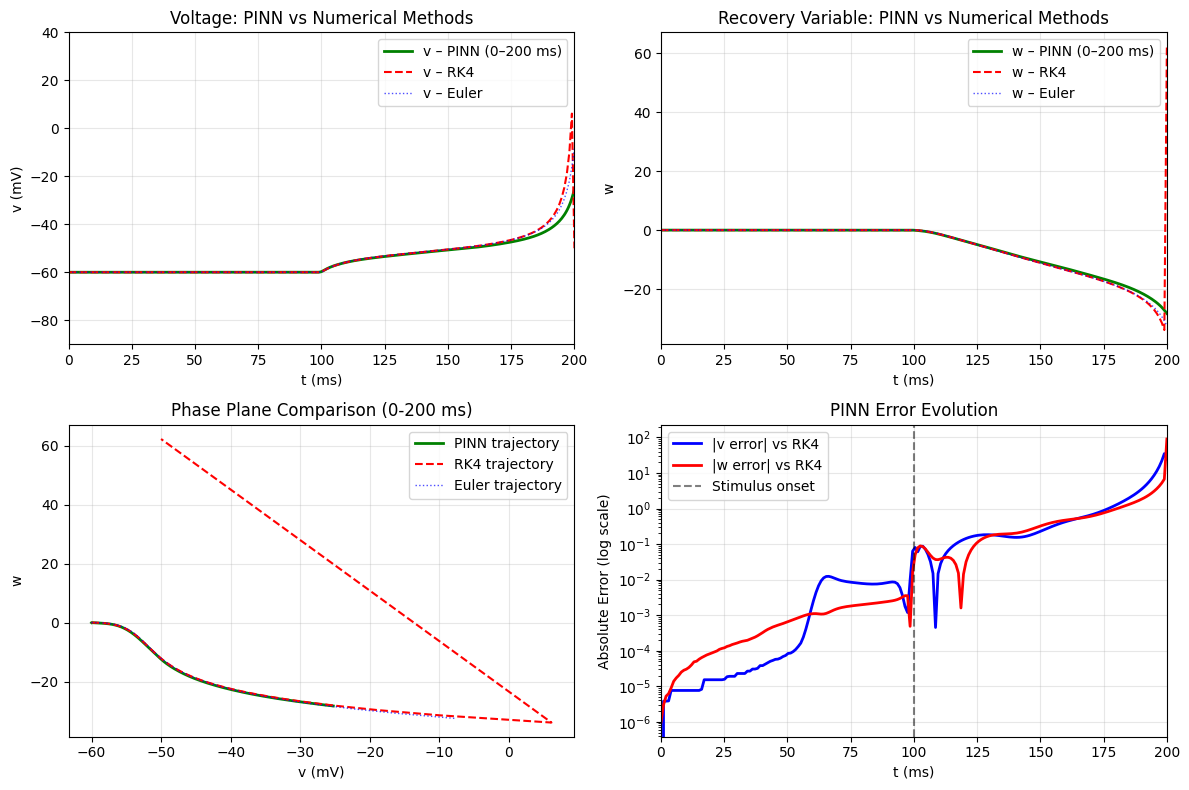 Voltage: PINN vs Numerical Methods
v (mV)
40
20
0
−20
−40
−60
−80
v – PINN (0–200 ms)
v – RK4
v – Euler
0 25 50 75 100 125 150 175 200
t (ms)
Recovery Variable: PINN vs Numerical Methods
w
60
40
20
0
−20
w – PINN (0–200 ms)
w – RK4
w – Euler
0 25 50 75 100 125 150 175 200
t (ms)
Phase Plane Comparison (0-200 ms)
w
60
40
20
0
−20
PINN trajectory
RK4 trajectory
Euler trajectory
−60 −50 −40 −30 −20 −10 0
v (mV)
PINN Error Evolution
Absolute Error (log scale)
10²
10¹
10⁰
10⁻¹
10⁻²
10⁻³
10⁻⁴
10⁻⁵
10⁻⁶
|v error| vs RK4
|w error| vs RK4
Stimulus onset
0 25 50 75 100 125 150 175 200
t (ms)